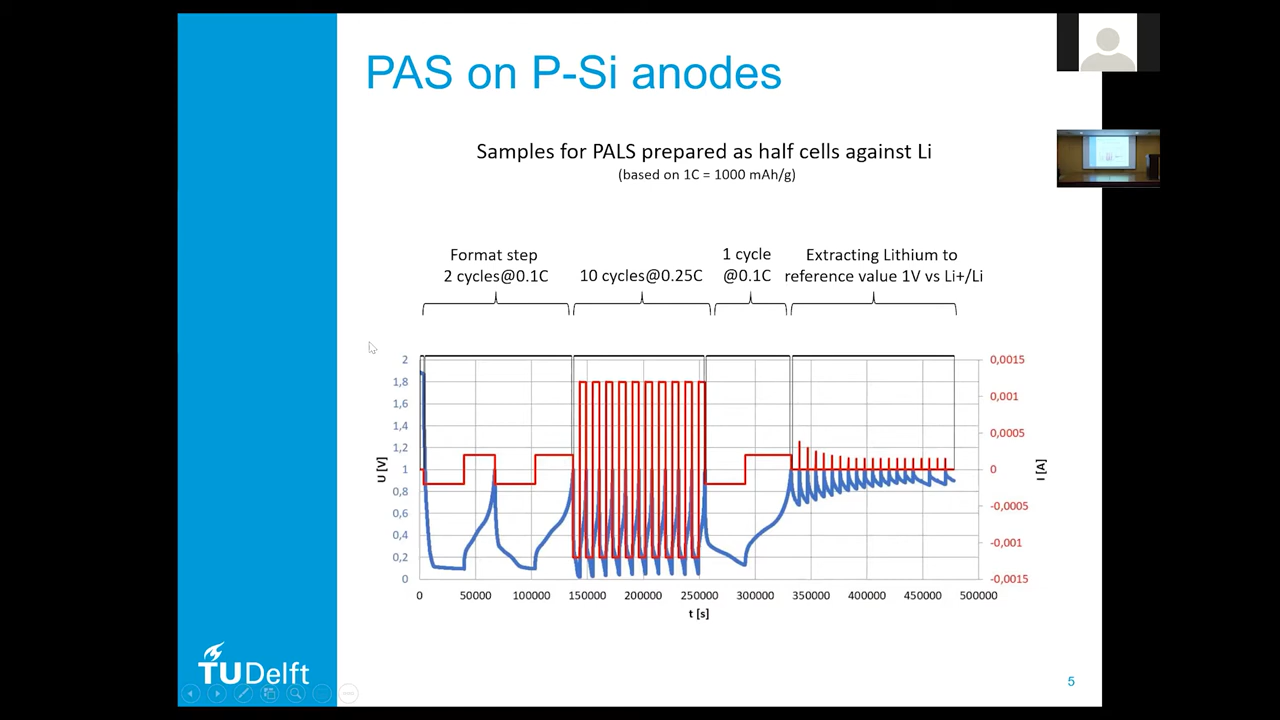 PAS on P-Si anodes
Samples for PALS prepared as half cells against Li
(based on 1C = 1000 mAh/g)
Format step
2 cycles@0.1C
10 cycles@0.25C
1 cycle
@0.1C
Extracting Lithium to
reference value 1V vs Li+/Li
2
1,8
1,6
1,4
1,2
1
0,8
0,6
0,4
0,2
0
U [V]
0,0015
0,001
0,0005
0
-0,0005
-0,001
-0,0015
I [A]
0 50000 100000 150000 200000 250000 300000 350000 400000 450000 500000
t [s]
TUDelft
5